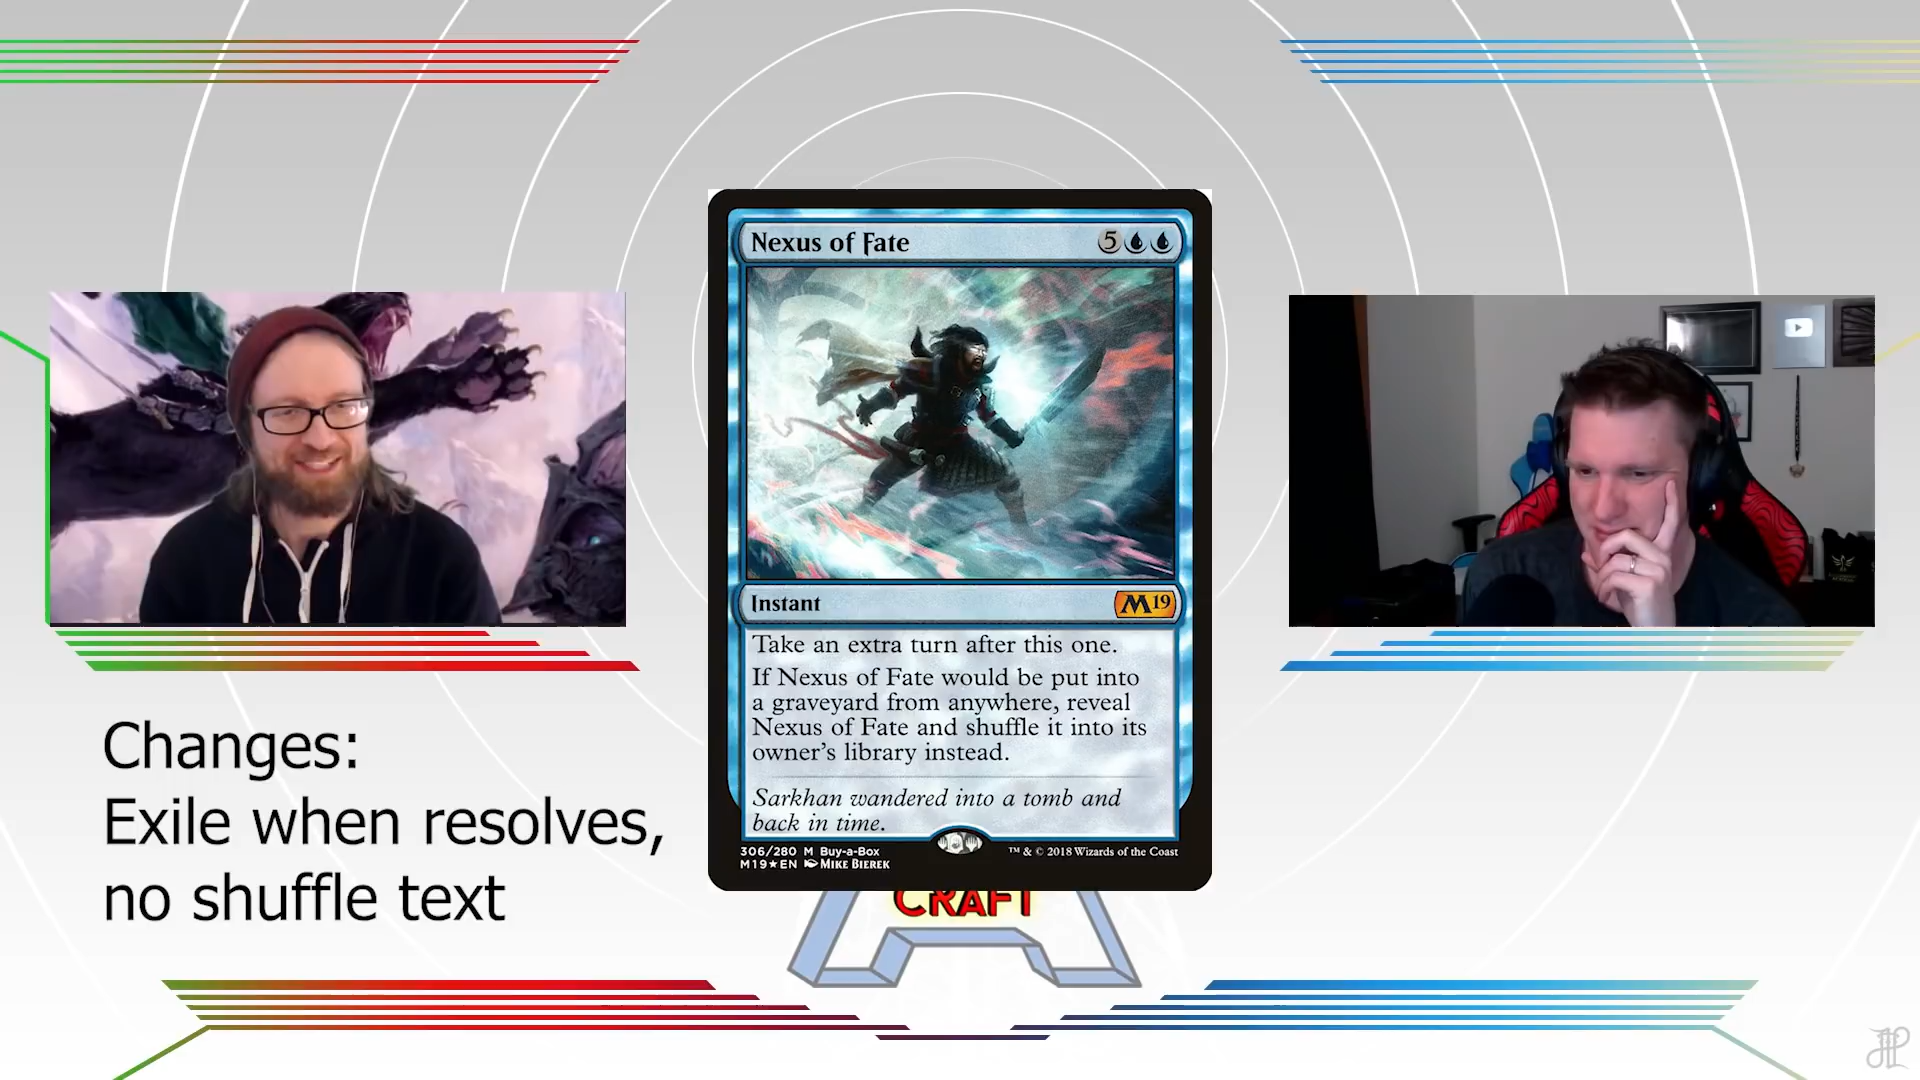 Nexus of Fate
5
Instant
M19
Take an extra turn after this one.
If Nexus of Fate would be put into
a graveyard from anywhere, reveal
Nexus of Fate and shuffle it into its
owner's library instead.
Sarkhan wandered into a tomb and
back in time.
306/280 M Buy-a-Box
M19★EN Mike Bierek
™ & © 2018 Wizards of the Coast
Changes:
Exile when resolves,
no shuffle text
CRAFT